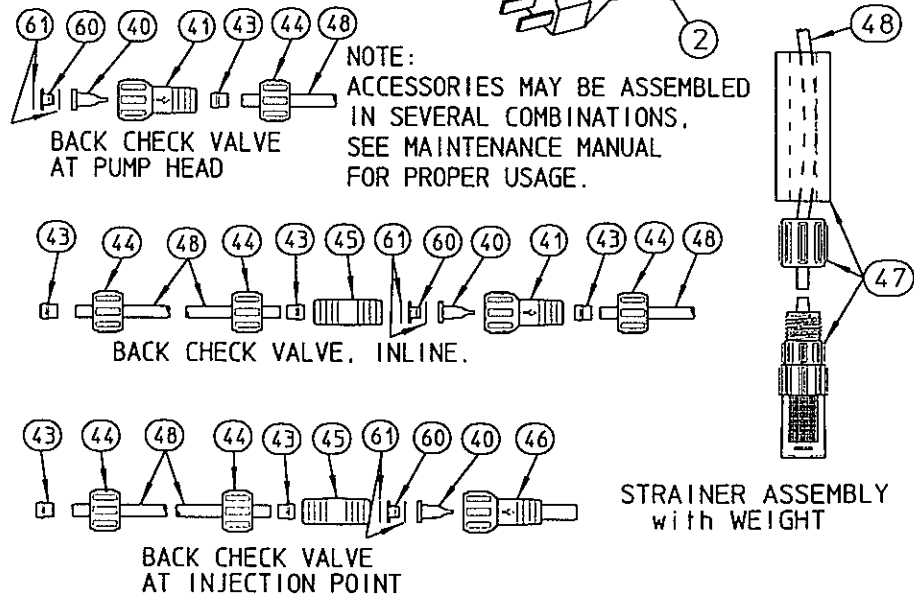 61 60 40 41 43 44 48
BACK CHECK VALVE
AT PUMP HEAD
2
NOTE:
ACCESSORIES MAY BE ASSEMBLED
IN SEVERAL COMBINATIONS.
SEE MAINTENANCE MANUAL
FOR PROPER USAGE.
48
47
STRAINER ASSEMBLY
with WEIGHT
43 44 48 44 43 45 61 60 40 41 43 44 48
BACK CHECK VALVE, INLINE.
43 44 48 44 43 45 61 60 40 46
BACK CHECK VALVE
AT INJECTION POINT